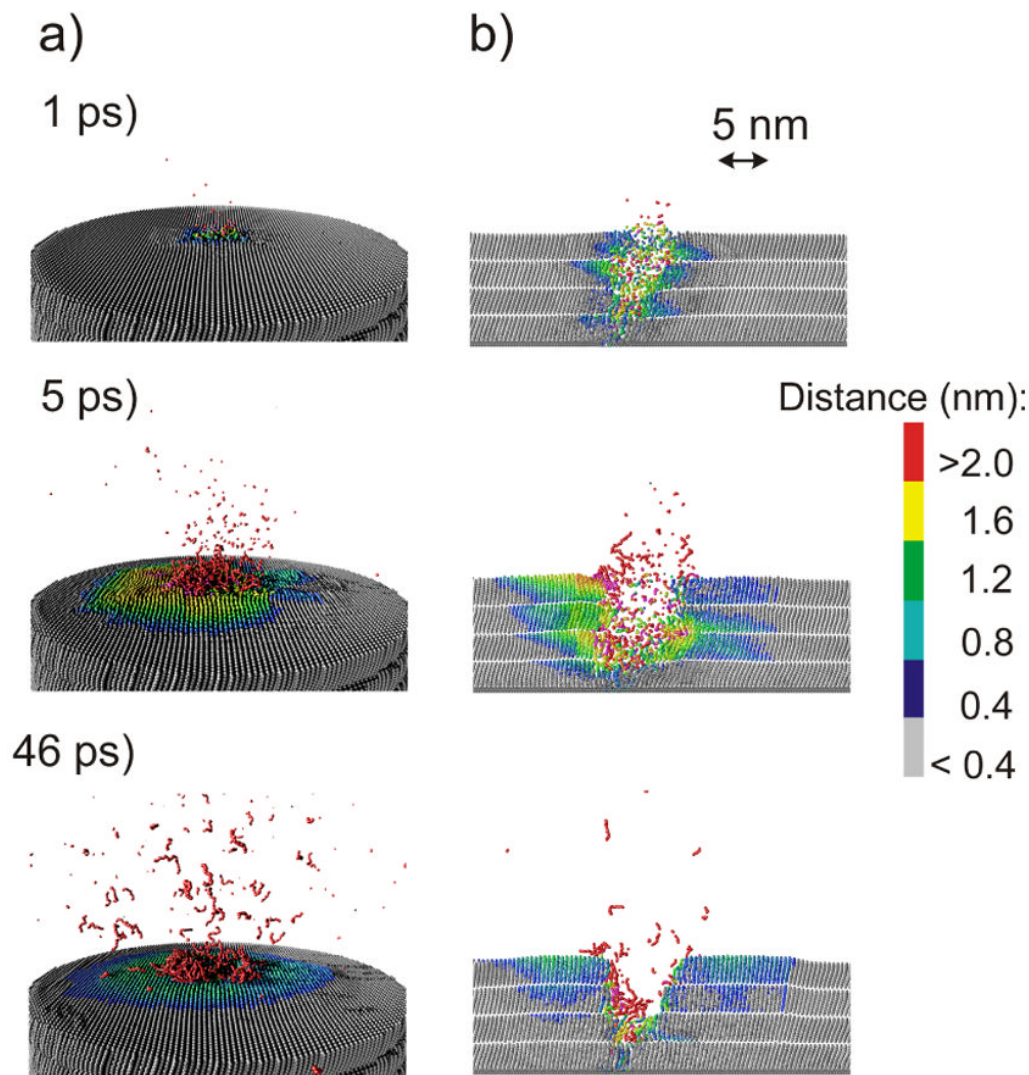 a)
b)
1 ps)
5 nm
5 ps)
Distance (nm):
>2.0
1.6
1.2
0.8
0.4
< 0.4
46 ps)